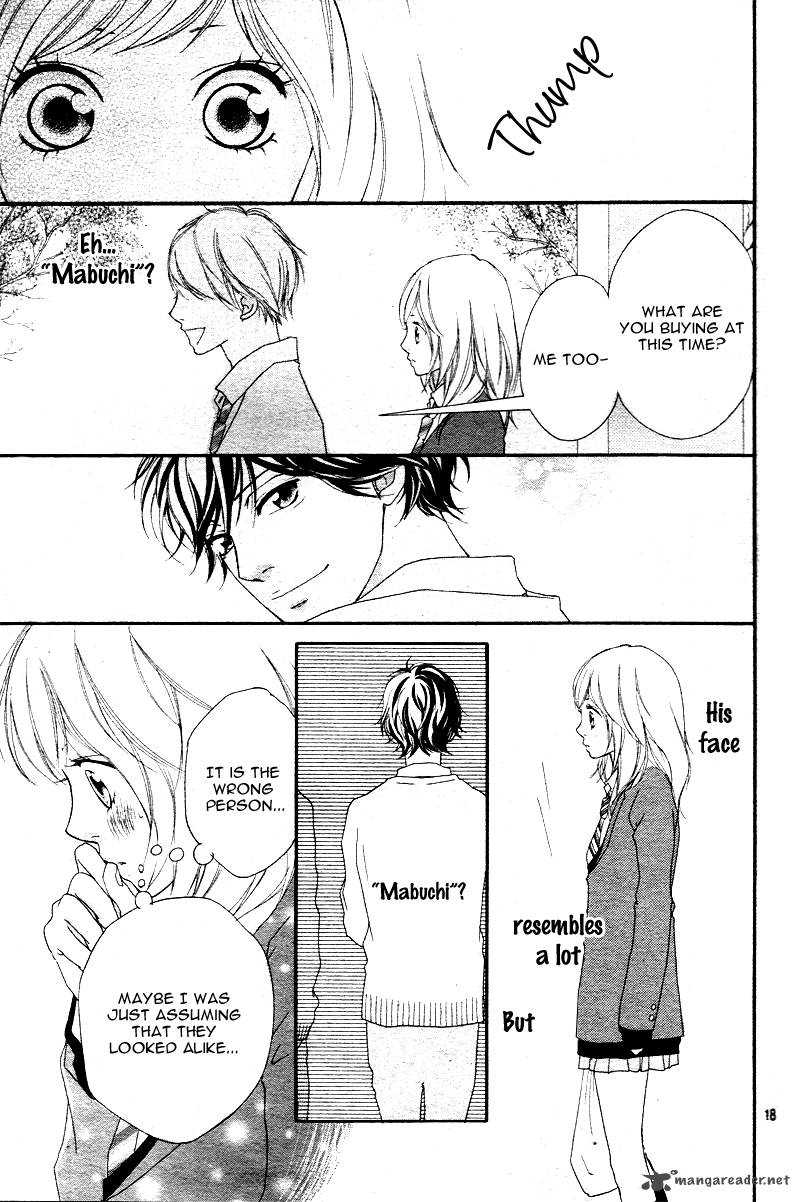 Thump
WHAT ARE
YOU BUYING AT
THIS TIME?
ME TOO-
Eh...
"Mabuchi"?
His
face
resembles
a lot
But
"Mabuchi"?
IT IS THE
WRONG
PERSON...
MAYBE I WAS
JUST ASSUMING
THAT THEY
LOOKED ALIKE...
18
mangareader.net